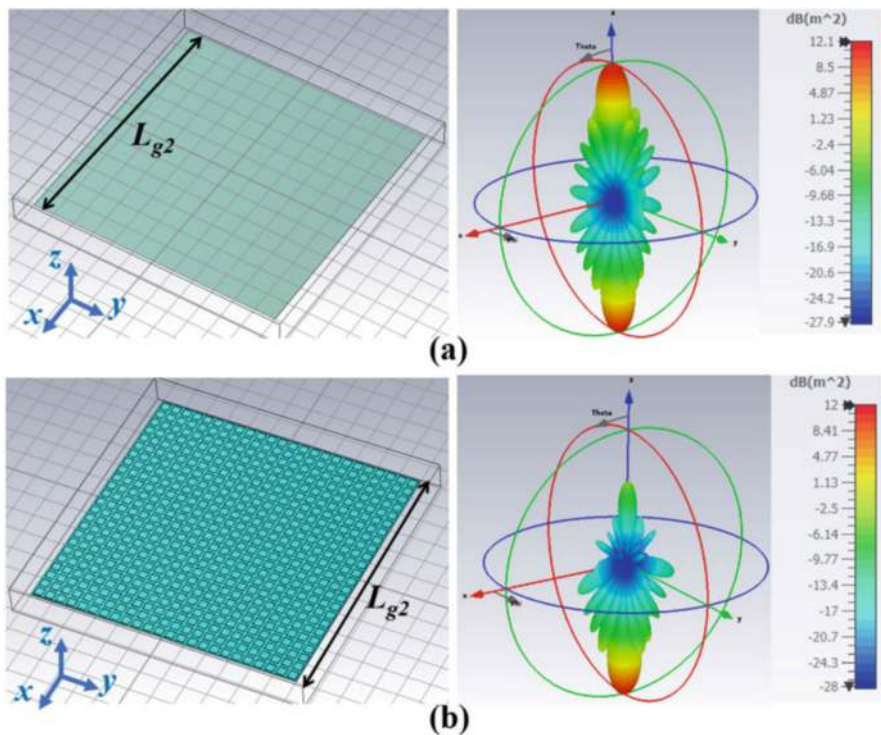 L_g2
z
x
y
z
Theta
x
y
dB(m^2)
12.1
8.5
4.87
1.23
-2.4
-6.04
-9.68
-13.3
-16.9
-20.6
-24.2
-27.9
(a)
L_g2
z
x
y
z
Theta
x
y
dB(m^2)
12
8.41
4.77
1.13
-2.5
-6.14
-9.77
-13.4
-17
-20.7
-24.3
-28
(b)